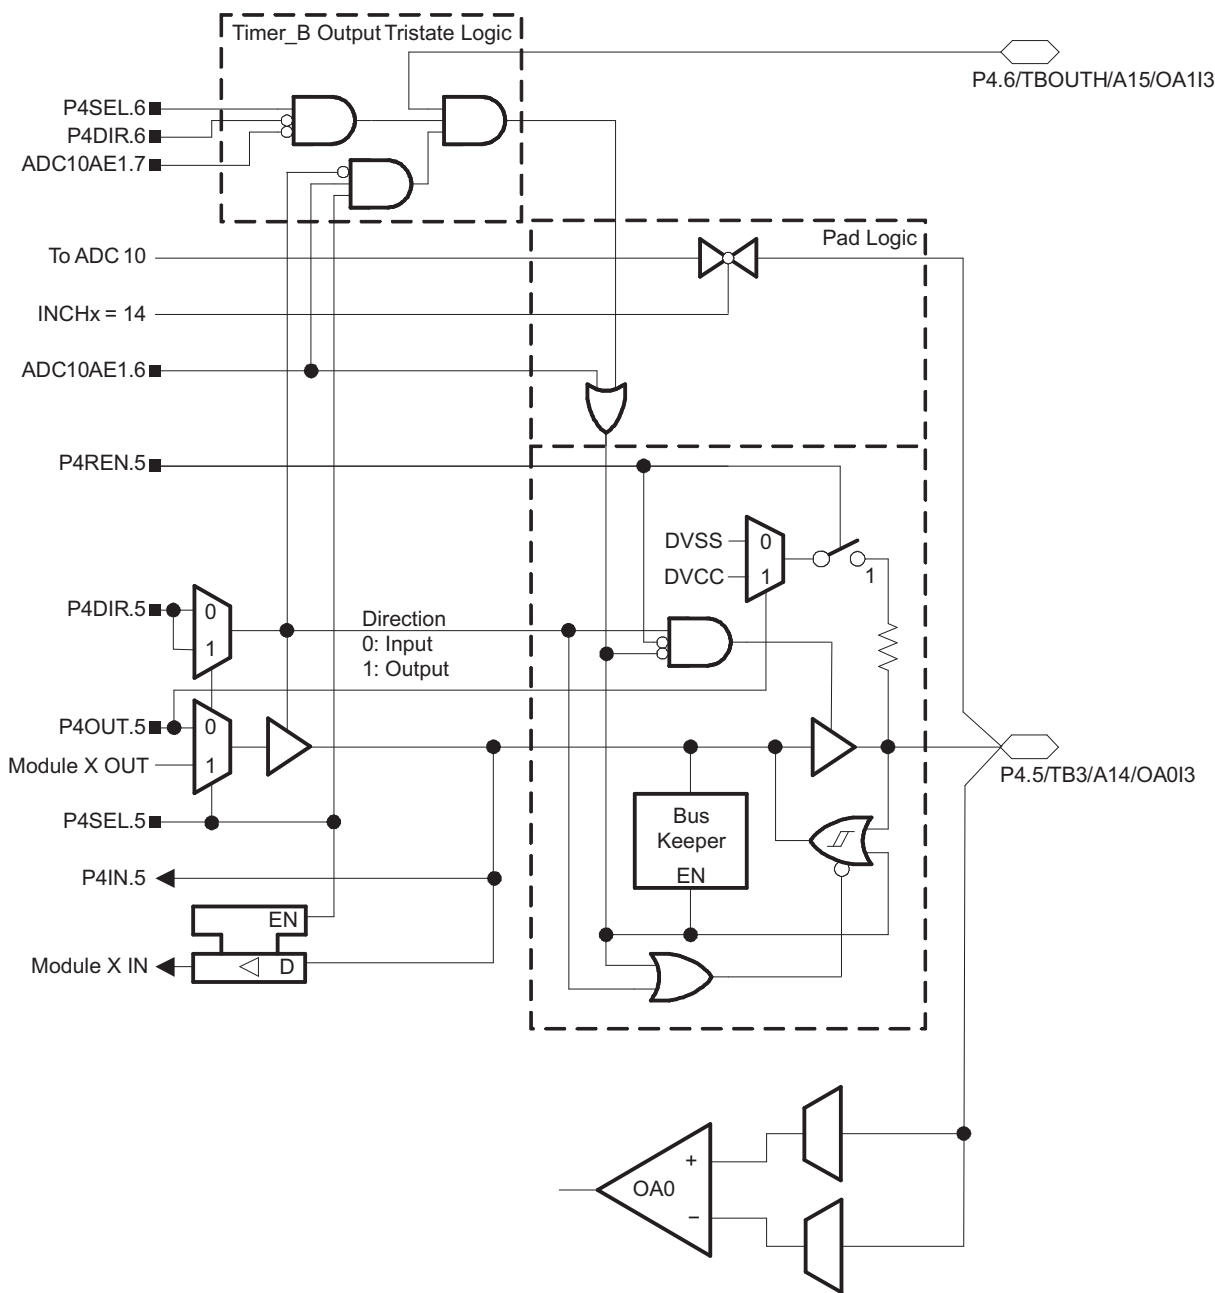 Timer_B Output Tristate Logic
P4.6/TBOUTH/A15/OA1I3
P4SEL.6
P4DIR.6
ADC10AE1.7
Pad Logic
To ADC 10
INCHx = 14
ADC10AE1.6
P4REN.5
DVSS
0
DVCC
1
1
P4DIR.5
0
1
Direction
0: Input
1: Output
P4OUT.5
0
Module X OUT
1
P4.5/TB3/A14/OA0I3
P4SEL.5
Bus
Keeper
EN
P4IN.5
EN
Module X IN
D
+
OA0
−